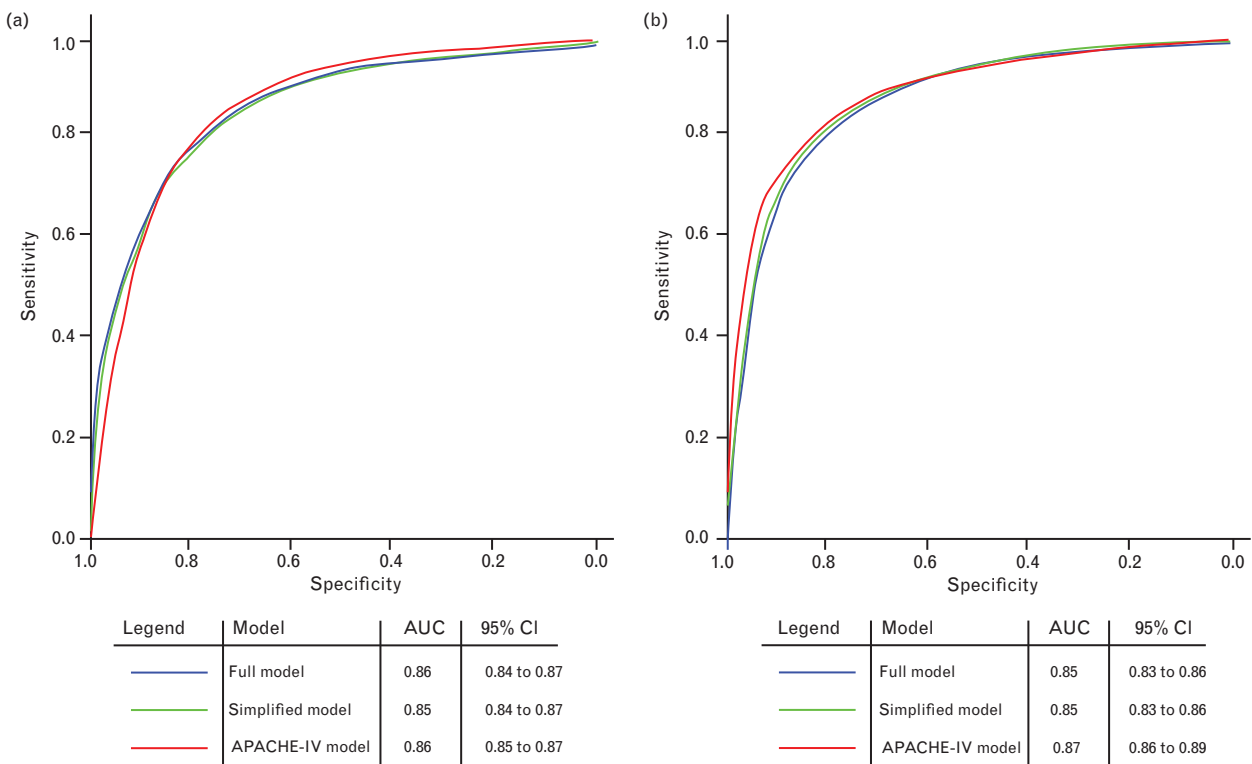 (a)
1.0
0.8
0.6
0.4
0.2
0.0
Sensitivity
1.0 0.8 0.6 0.4 0.2 0.0
Specificity
Legend Model AUC 95% CI
Full model 0.86 0.84 to 0.87
Simplified model 0.85 0.84 to 0.87
APACHE-IV model 0.86 0.85 to 0.87
(b)
1.0
0.8
0.6
0.4
0.2
0.0
Sensitivity
1.0 0.8 0.6 0.4 0.2 0.0
Specificity
Legend Model AUC 95% CI
Full model 0.85 0.83 to 0.86
Simplified model 0.85 0.83 to 0.86
APACHE-IV model 0.87 0.86 to 0.89